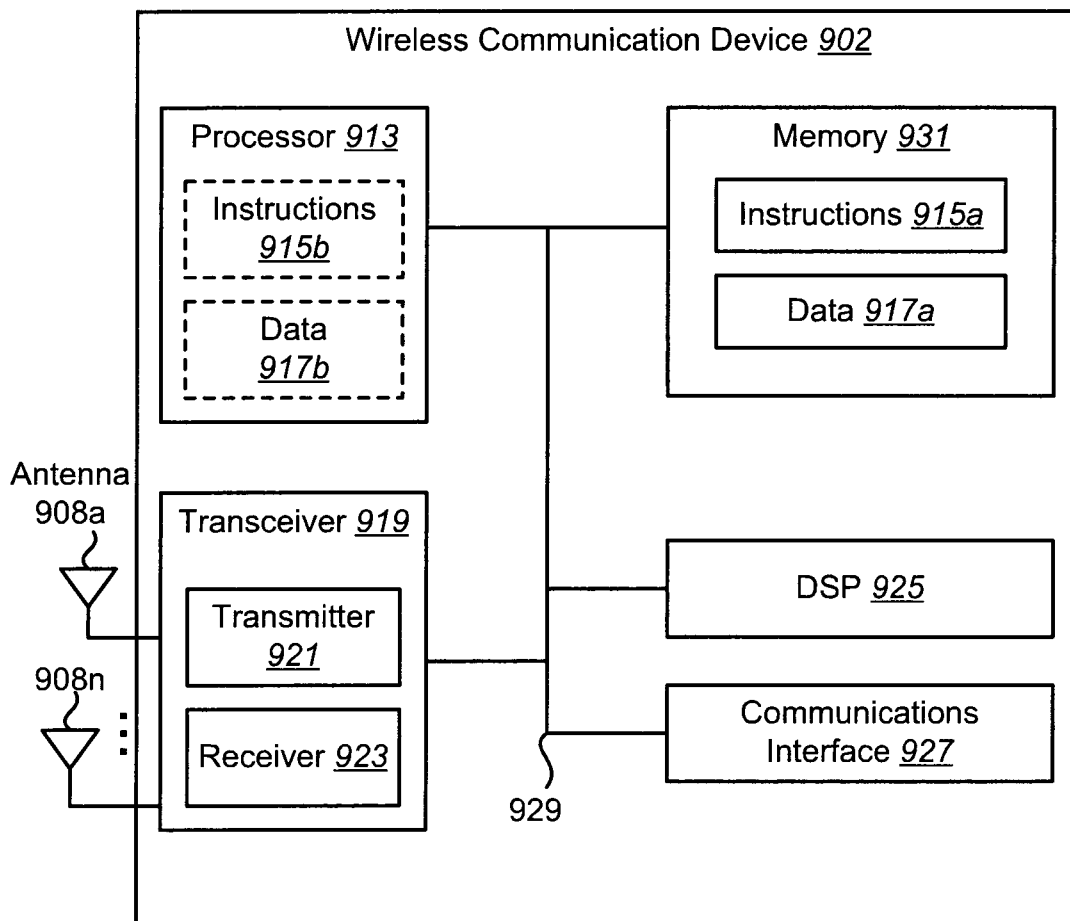 Wireless Communication Device 902
Processor 913
Instructions
915b
Data
917b
Memory 931
Instructions 915a
Data 917a
Antenna
908a
908n
Transceiver 919
Transmitter
921
Receiver 923
DSP 925
Communications
Interface 927
929